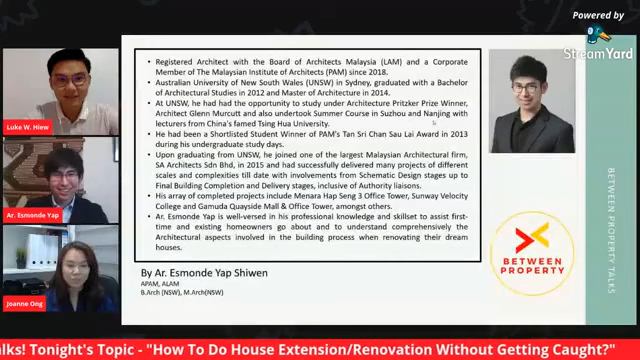 Powered by
StreamYard
• Registered Architect with the Board of Architects Malaysia (LAM) and a Corporate
Member of The Malaysian Institute of Architects (PAM) since 2018.
• Australian University of New South Wales (UNSW) in Sydney, graduated with a Bachelor
of Architectural Studies in 2012 and Master of Architecture in 2014.
• At UNSW, he had the opportunity to study under Architecture Pritzker Prize Winner,
Architect Glenn Murcutt and also undertook Summer Course in Suzhou and Nanjing with
lecturers from China's famed Tsing Hua University.
• He had been a Shortlisted Student Winner of PAM's Tan Sri Chan Sau Lai Award in 2013
during his undergraduate study days.
• Upon graduating from UNSW, he joined one of the largest Malaysian Architectural firm,
SA Architects Sdn Bhd, in 2015 and had successfully delivered many projects of different
scales and complexities till date with involvements from Schematic Design stages up to
Final Building Completion and Delivery stages, inclusive of Authority liaisons.
• His array of completed projects include Menara Hap Seng 3 Office Tower, Sunway Velocity
College and Gamuda Quayside Mall & Office Tower, amongst others.
• Ar. Esmonde Yap is well-versed in his professional knowledge and skillset to assist first-
time and existing homeowners go about and to understand comprehensively the
Architectural aspects involved in the building process when renovating their dream
houses.
By Ar. Esmonde Yap Shiwen
APAM, ALAM
B.Arch (NSW), M.Arch(NSW)
Luke W. Hiew
Ar. Esmonde Yap
Joanne Ong
BETWEEN
PROPERTY
BETWEEN PROPERTY TALKS
alks! Tonight's Topic - "How To Do House Extension/Renovation Without Getting Caught?"